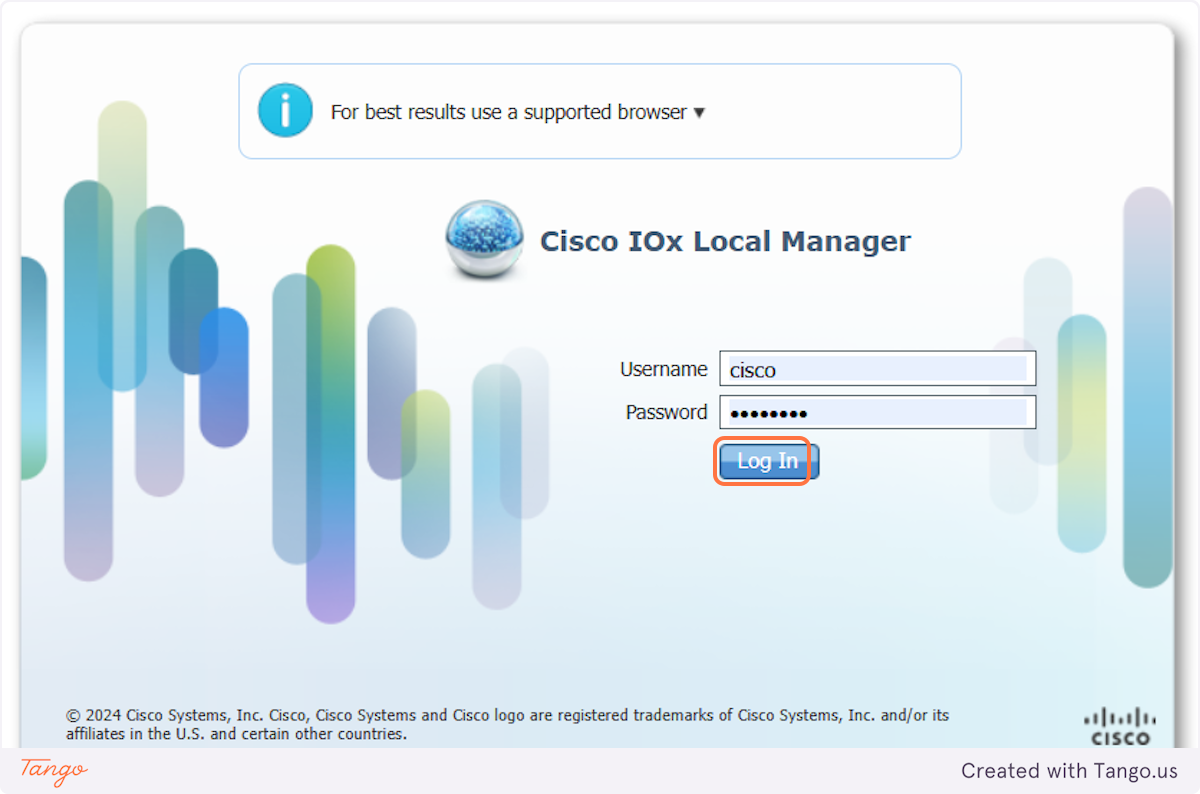 For best results use a supported browser ▼
Cisco IOx Local Manager
Username cisco
Password ••••••••
Log In
© 2024 Cisco Systems, Inc. Cisco, Cisco Systems and Cisco logo are registered trademarks of Cisco Systems, Inc. and/or its
affiliates in the U.S. and certain other countries.
CISCO
Tango
Created with Tango.us